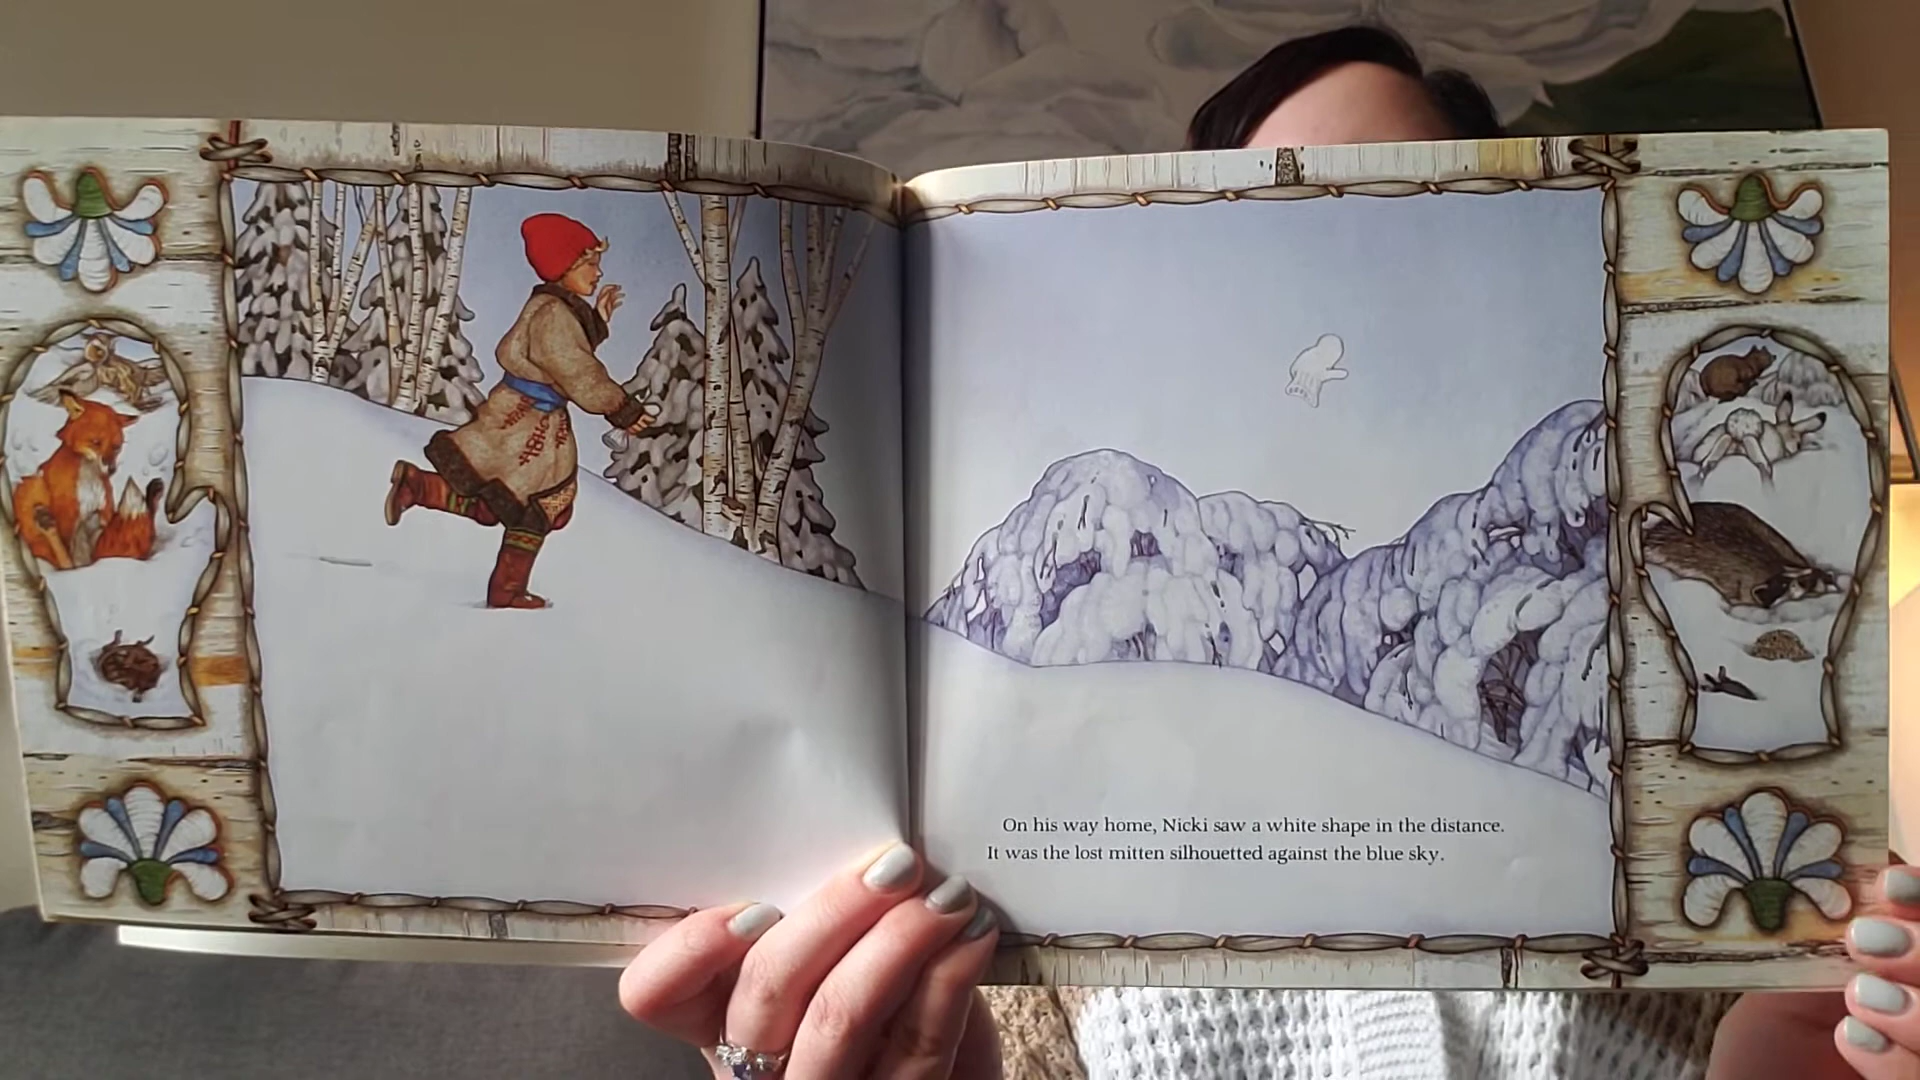 On his way home, Nicki saw a white shape in the distance.
It was the lost mitten silhouetted against the blue sky.